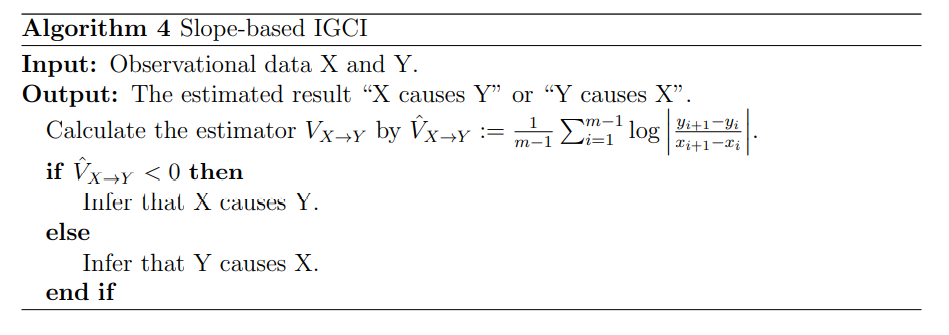 Algorithm 4 Slope-based IGCI
Input: Observational data X and Y.
Output: The estimated result “X causes Y” or “Y causes X”.
Calculate the estimator $V_{X \to Y}$ by $\hat{V}_{X \to Y} := \frac{1}{m-1} \sum_{i=1}^{m-1} \log \left| \frac{y_{i+1}-y_i}{x_{i+1}-x_i} \right|$.
if $\hat{V}_{X \to Y} < 0$ then
Infer that X causes Y.
else
Infer that Y causes X.
end if